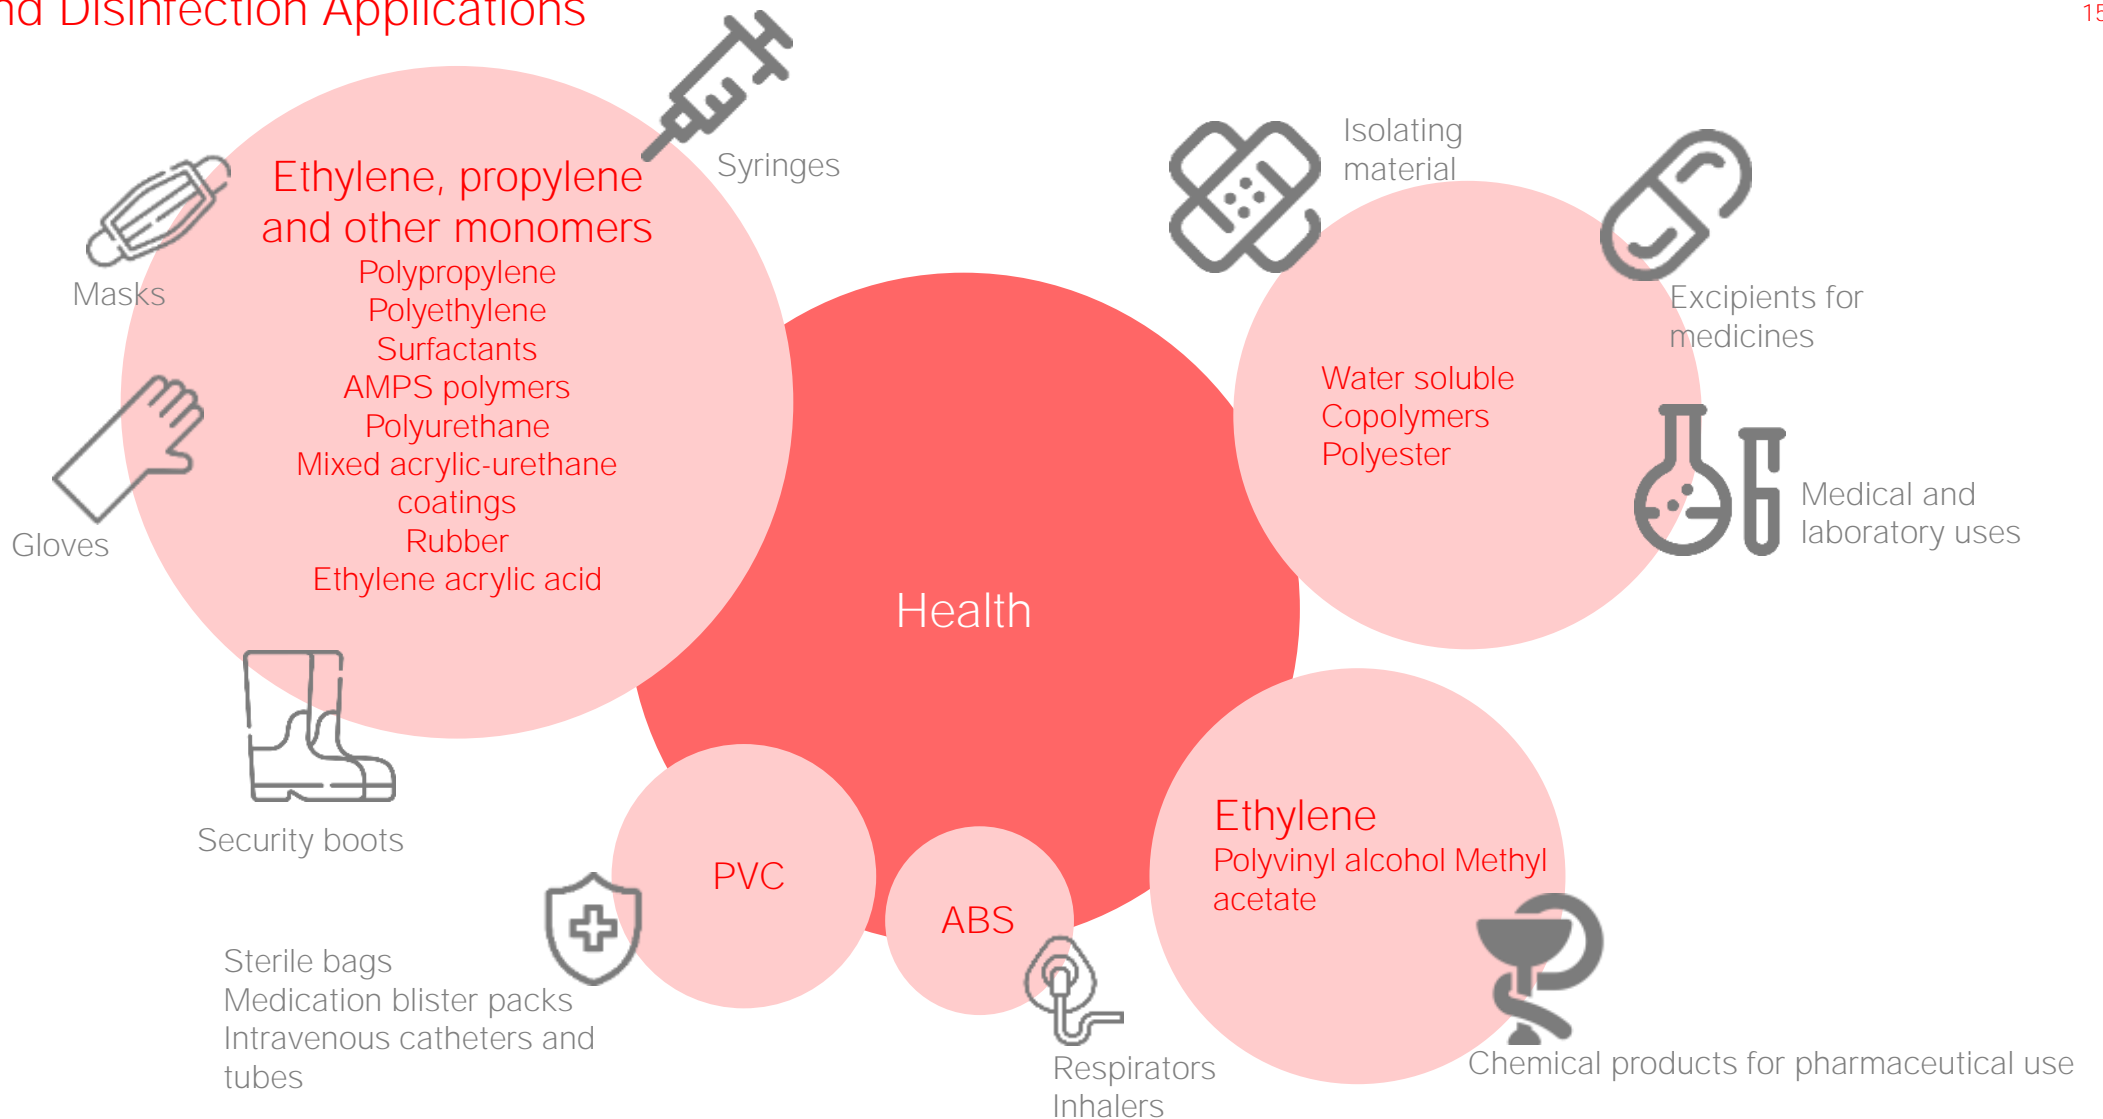 Disinfection Applications
15
Syringes
Masks
Gloves
Ethylene, propylene
and other monomers
Polypropylene
Polyethylene
Surfactants
AMPS polymers
Polyurethane
Mixed acrylic-urethane
coatings
Rubber
Ethylene acrylic acid
Security boots
Health
Isolating
material
Excipients for
medicines
Water soluble
Copolymers
Polyester
Medical and
laboratory uses
PVC
Sterile bags
Medication blister packs
Intravenous catheters and
tubes
ABS
Respirators
Inhalers
Ethylene
Polyvinyl alcohol Methyl
acetate
Chemical products for pharmaceutical use